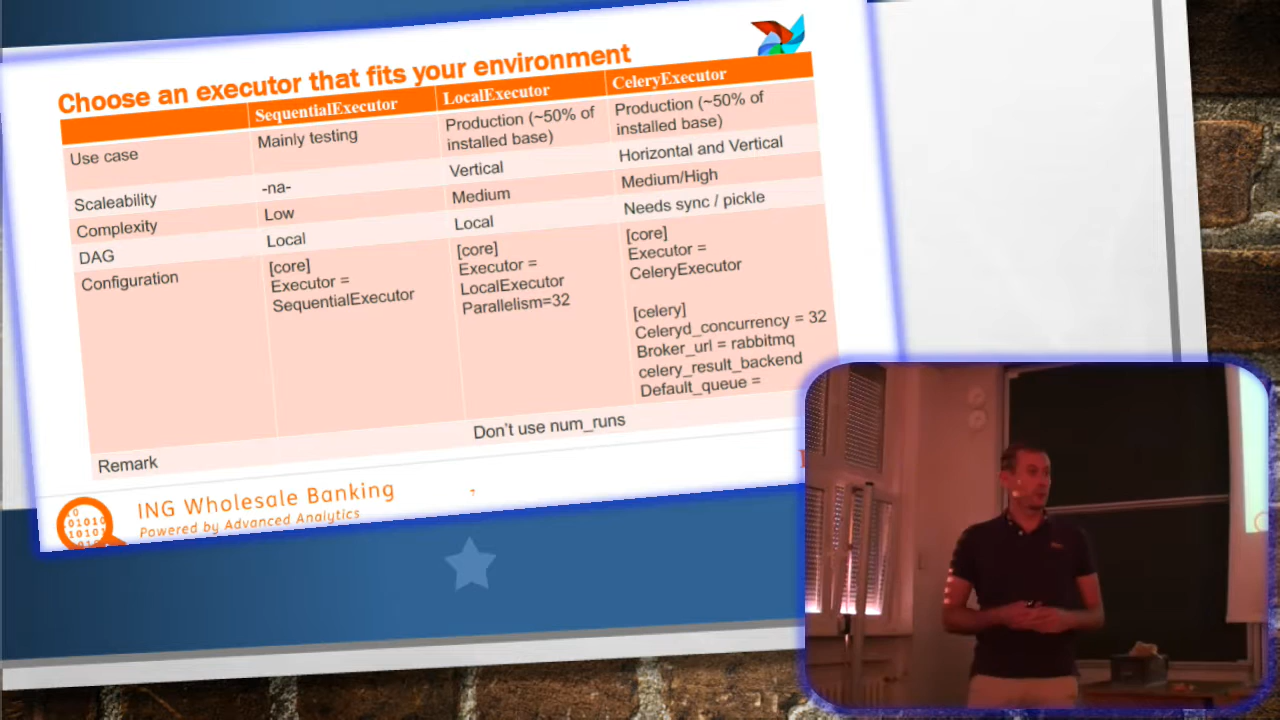 Choose an executor that fits your environment
SequentialExecutor LocalExecutor CeleryExecutor
Use case
Mainly testing
Production (~50% of
installed base)
Production (~50% of
installed base)
Scaleability
-na-
Vertical
Horizontal and Vertical
Complexity
Low
Medium
Medium/High
DAG
Local
Local
Needs sync / pickle
Configuration
[core]
Executor =
SequentialExecutor
[core]
Executor =
LocalExecutor
Parallelism=32
[core]
Executor =
CeleryExecutor
[celery]
Celeryd_concurrency = 32
Broker_url = rabbitmq
celery_result_backend
Default_queue =
Remark
Don't use num_runs
ING Wholesale Banking
Powered by Advanced Analytics